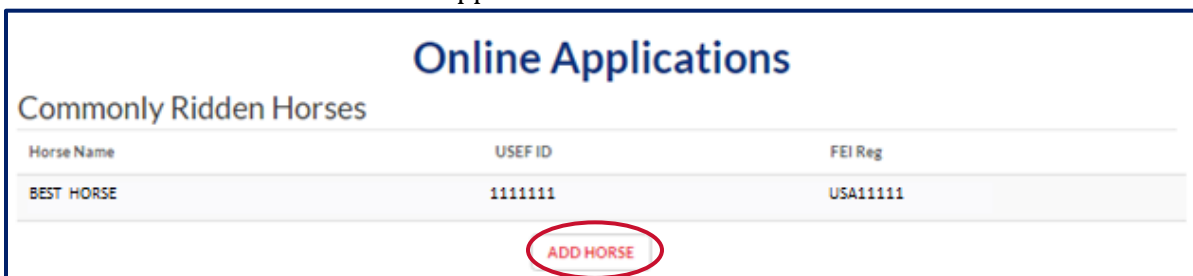 Online Applications
Commonly Ridden Horses
Horse Name USEF ID FEI Reg
BEST HORSE 1111111 USA11111
ADD HORSE